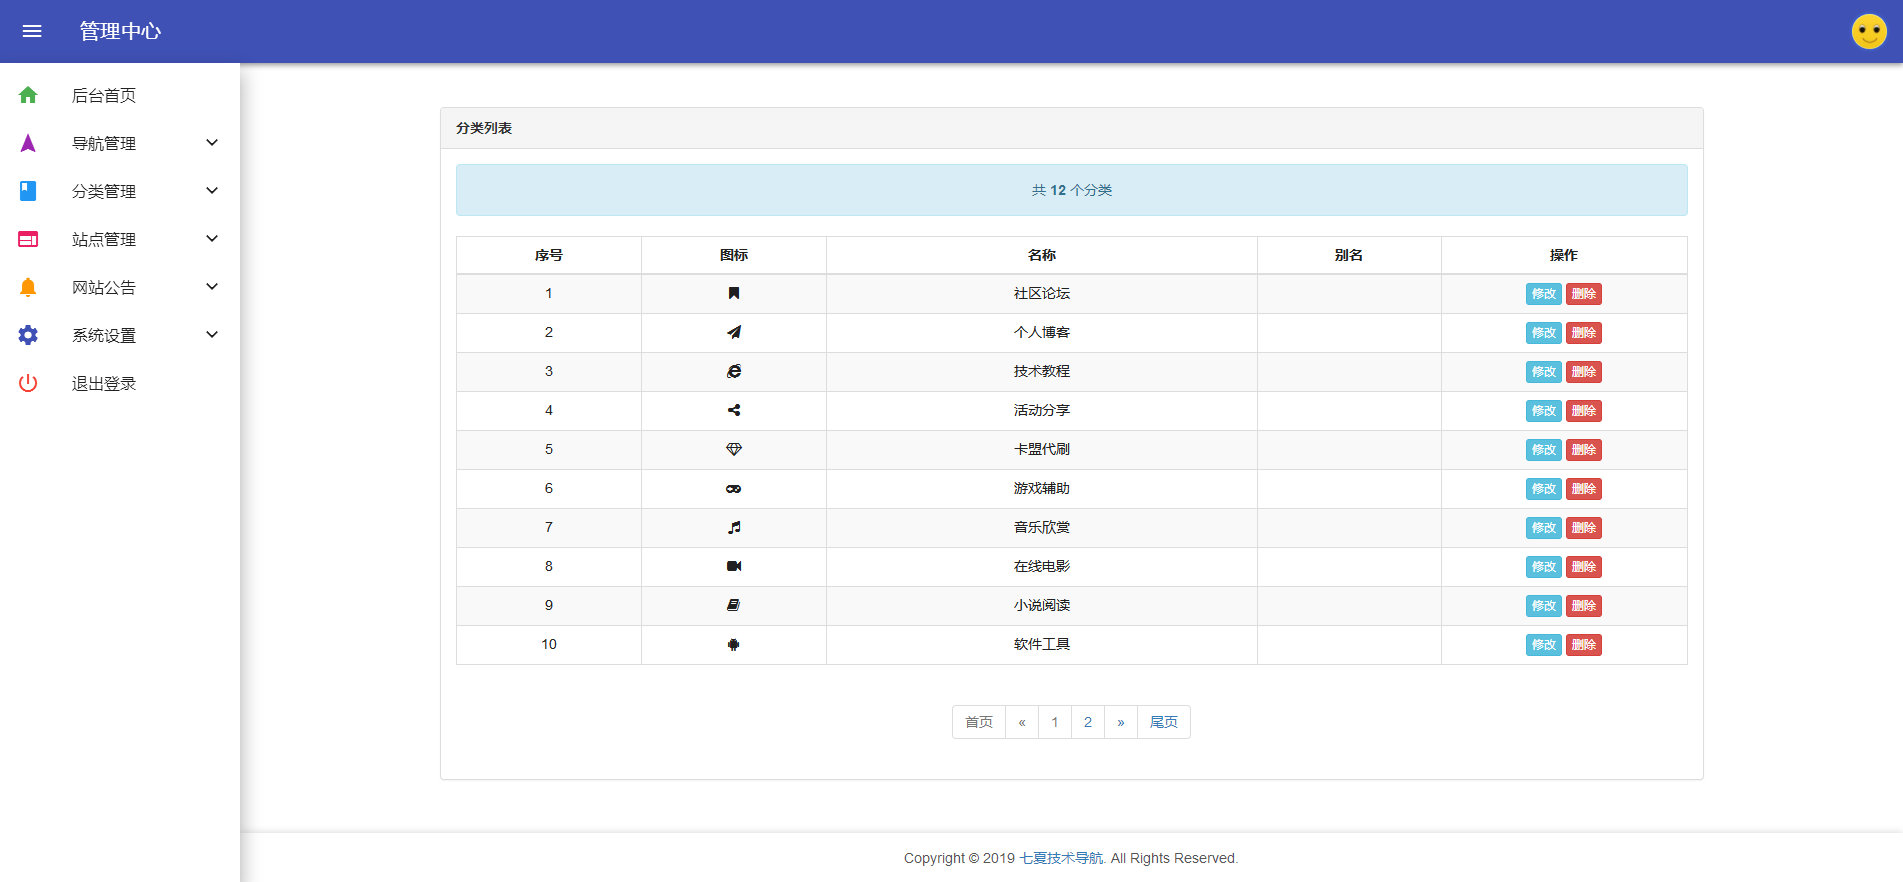 管理中心
后台首页
导航管理
分类管理
站点管理
网站公告
系统设置
退出登录
分类列表
共 12 个分类
序号 图标 名称 别名 操作
1 社区论坛 修改 删除
2 个人博客 修改 删除
3 技术教程 修改 删除
4 活动分享 修改 删除
5 卡盟代刷 修改 删除
6 游戏辅助 修改 删除
7 音乐欣赏 修改 删除
8 在线电影 修改 删除
9 小说阅读 修改 删除
10 软件工具 修改 删除
首页 « 1 2 » 尾页
Copyright © 2019 七夏技术导航. All Rights Reserved.